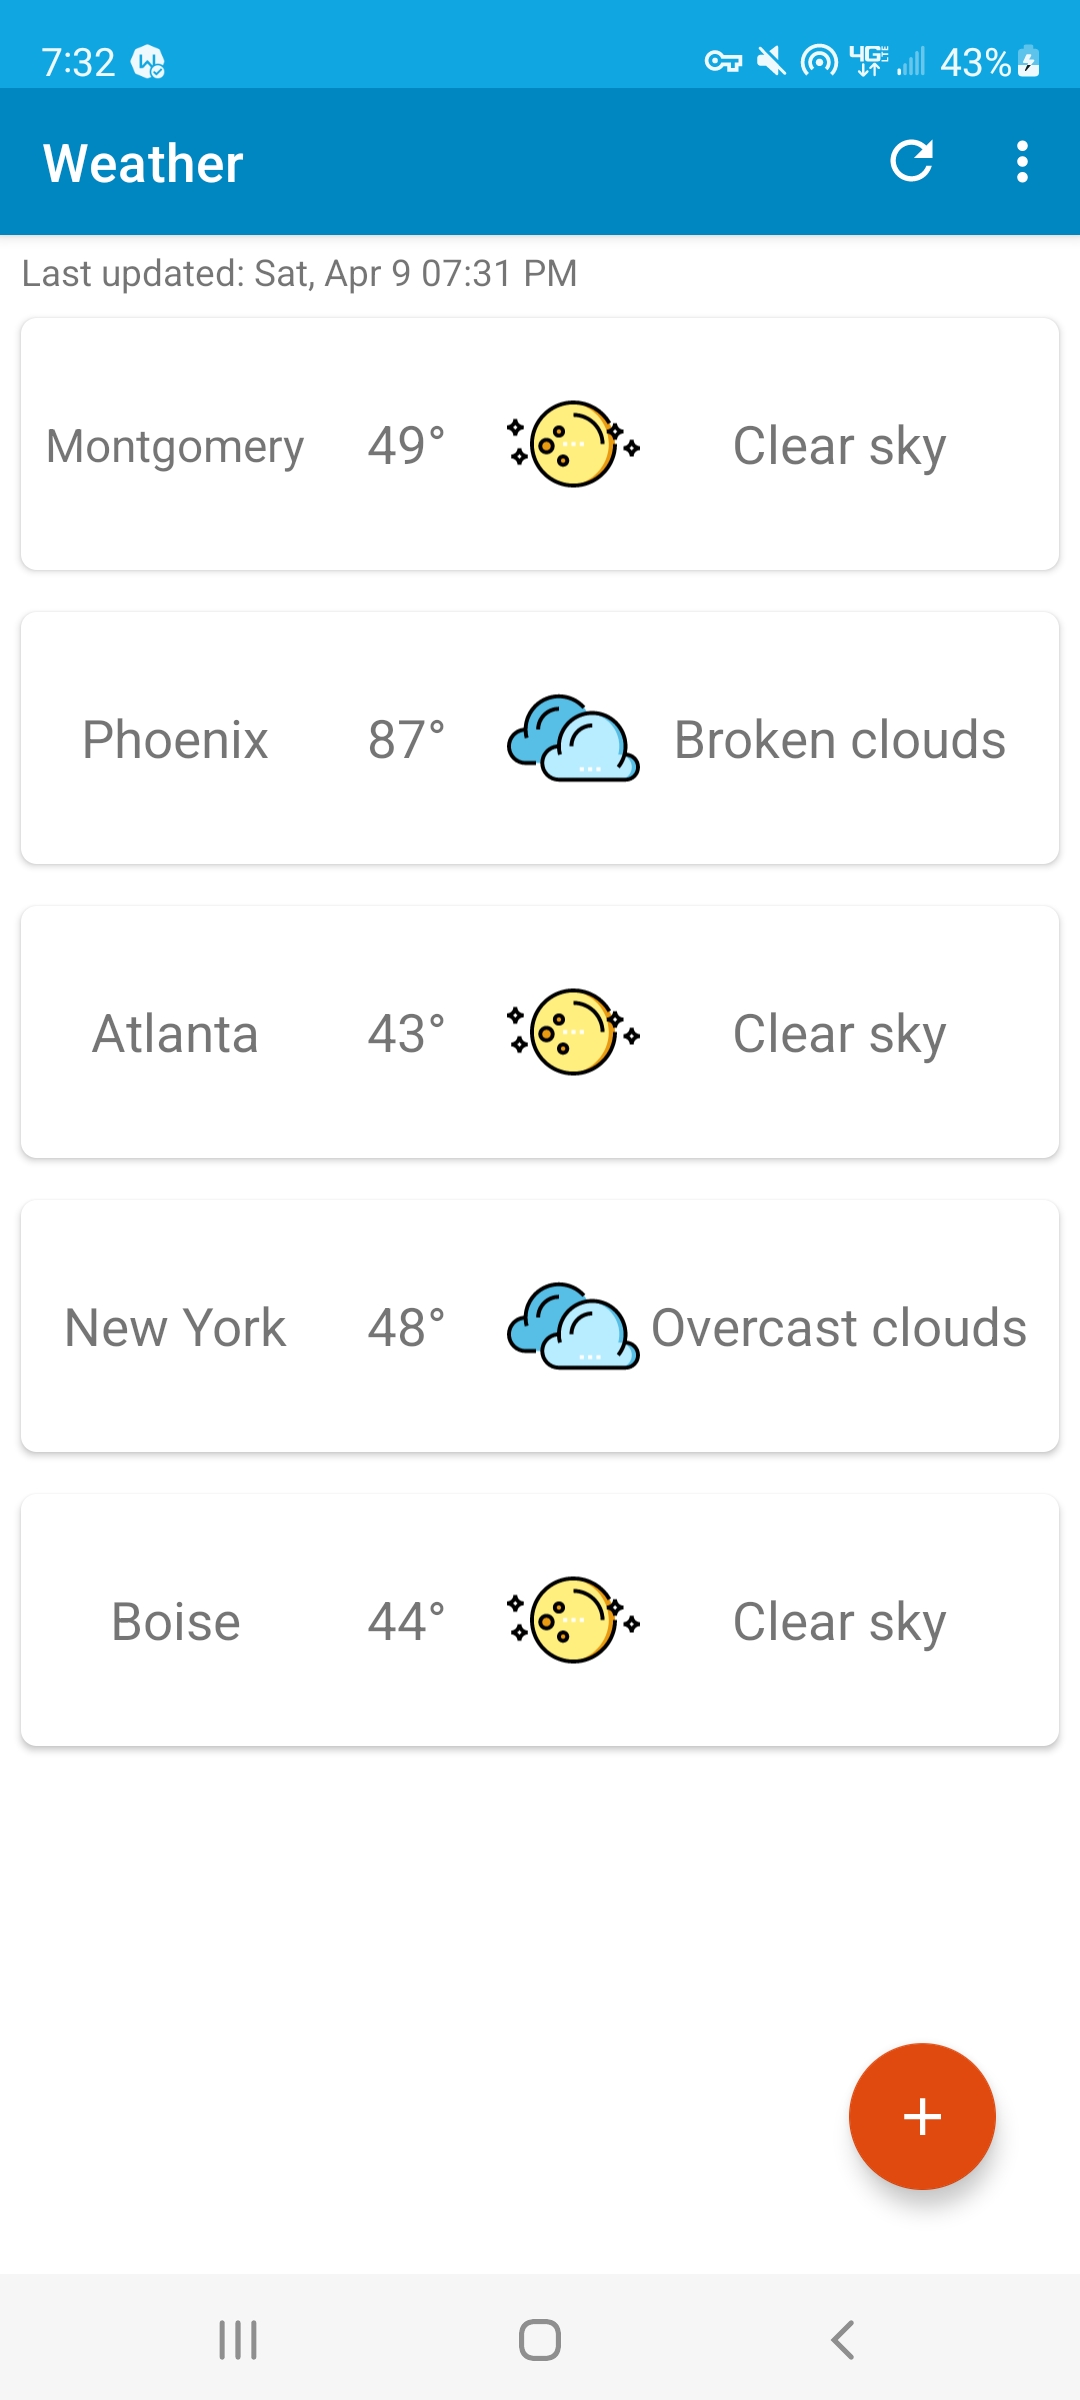 7:32 43%
Weather
Last updated: Sat, Apr 9 07:31 PM
Montgomery 49° Clear sky
Phoenix 87° Broken clouds
Atlanta 43° Clear sky
New York 48° Overcast clouds
Boise 44° Clear sky